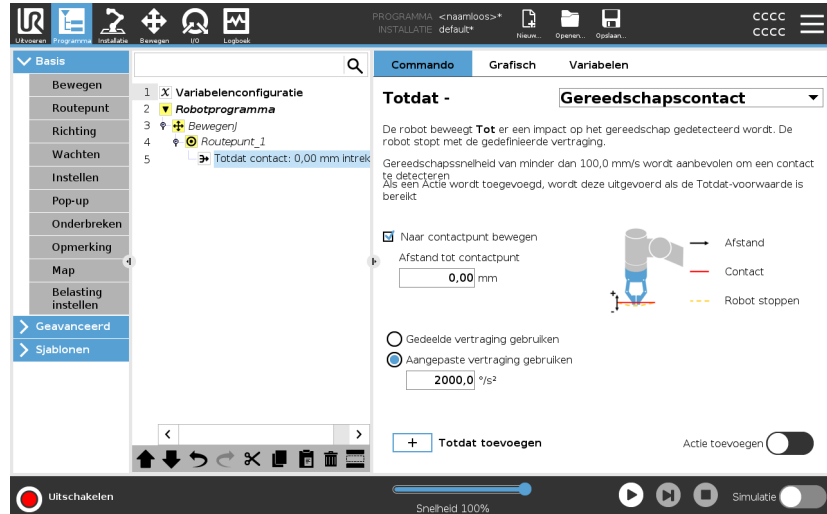 UR
PROGRAMMA <naamloos>*
INSTALLATIE default*
CCCC
CCCC
Uitvoeren Programma Installatie Bewegen I/O Logboek
Nieuw... Openen... Opslaan...
Basis
Bewegen
Routepunt
Richting
Wachten
Instellen
Pop-up
Onderbreken
Opmerking
Map
Belasting
instellen
Geavanceerd
Sjablonen
1 X Variabelenconfiguratie
2 Robotprogramma
3 BewegenJ
4 Routepunt_1
5 Totdat contact: 0,00 mm intrek
Commando Grafisch Variabelen
Totdat - Gereedschapscontact
De robot beweegt Tot er een impact op het gereedschap gedetecteerd wordt. De
robot stopt met de gedefinieerde vertraging.
Gereedschapssnelheid van minder dan 100,0 mm/s wordt aanbevolen om een contact
te detecteren
Als een Actie wordt toegevoegd, wordt deze uitgevoerd als de Totdat-voorwaarde is
bereikt
Naar contactpunt bewegen
Afstand tot contactpunt
0,00 mm
+
-
Afstand
Contact
Robot stoppen
Gedeelde vertraging gebruiken
Aangepaste vertraging gebruiken
2000,0 °/s²
+ Totdat toevoegen
Actie toevoegen
Uitschakelen
Snelheid 100%
Simulatie